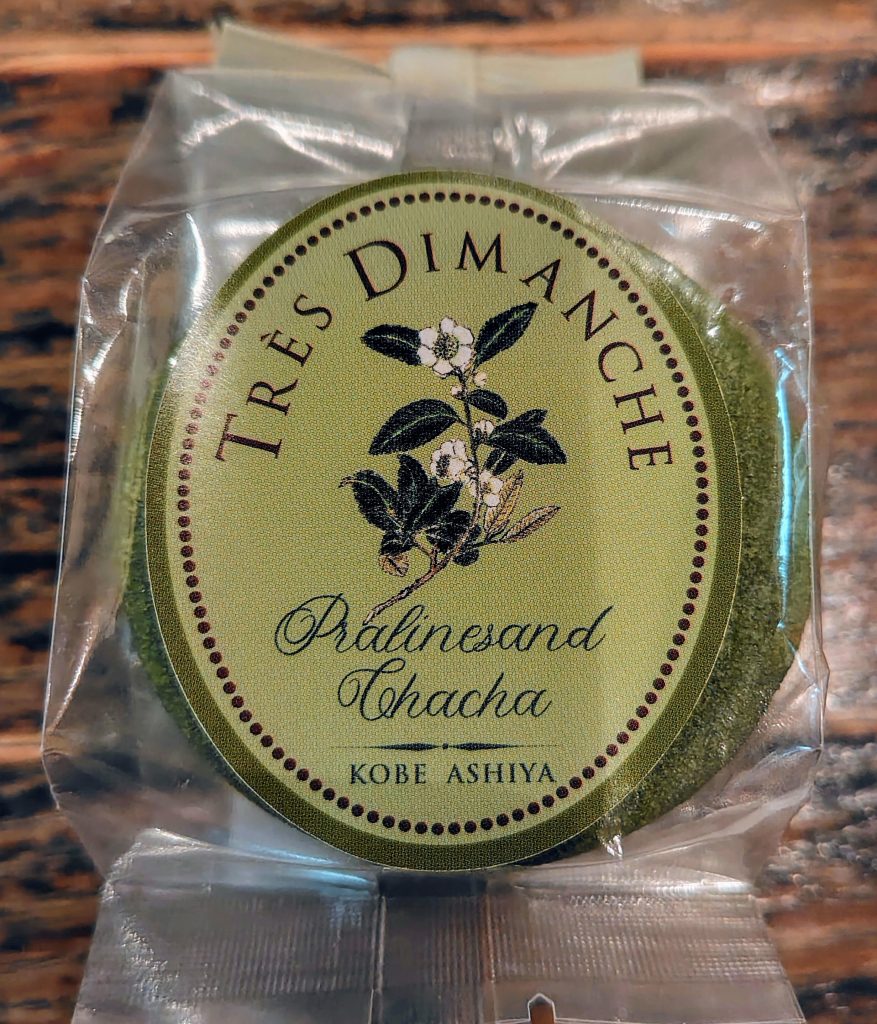 TRÈS DIMANCHE
Pralinesand
Chacha
KOBE ASHIYA